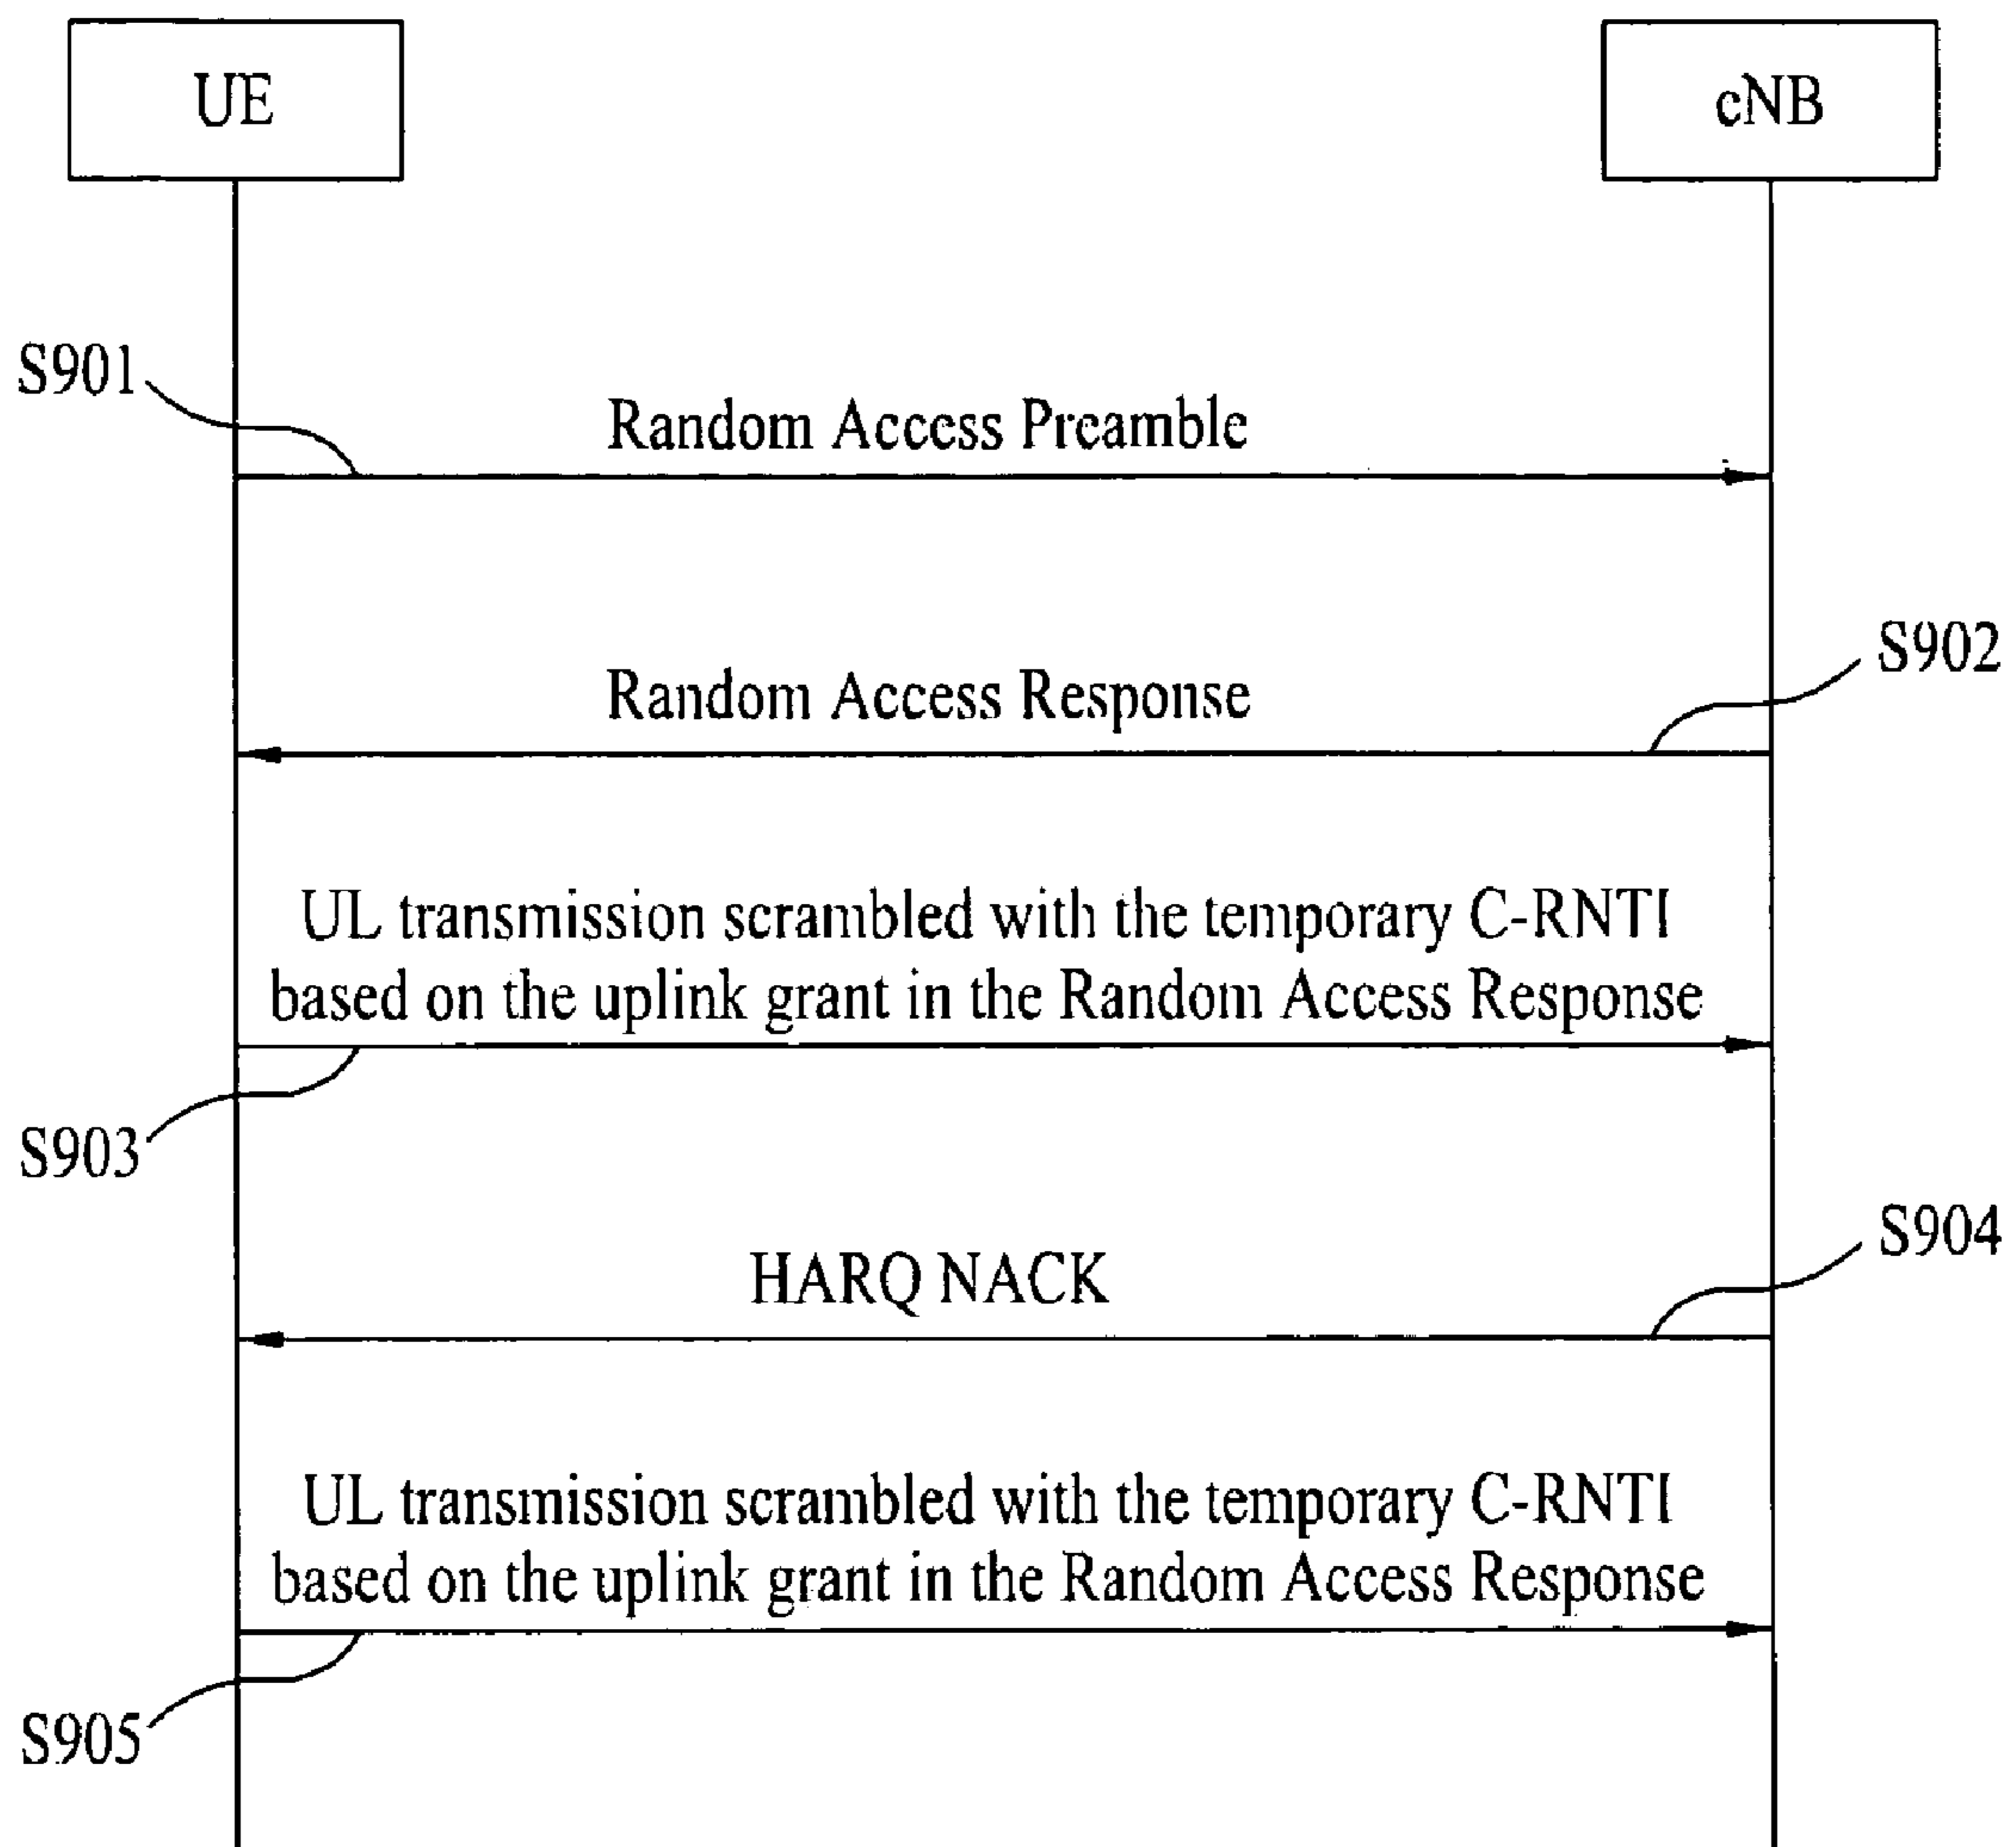 UE
eNB
S901
Random Access Preamble
S902
Random Access Response
UL transmission scrambled with the temporary C-RNTI
based on the uplink grant in the Random Access Response
S903
S904
HARQ NACK
UL transmission scrambled with the temporary C-RNTI
based on the uplink grant in the Random Access Response
S905